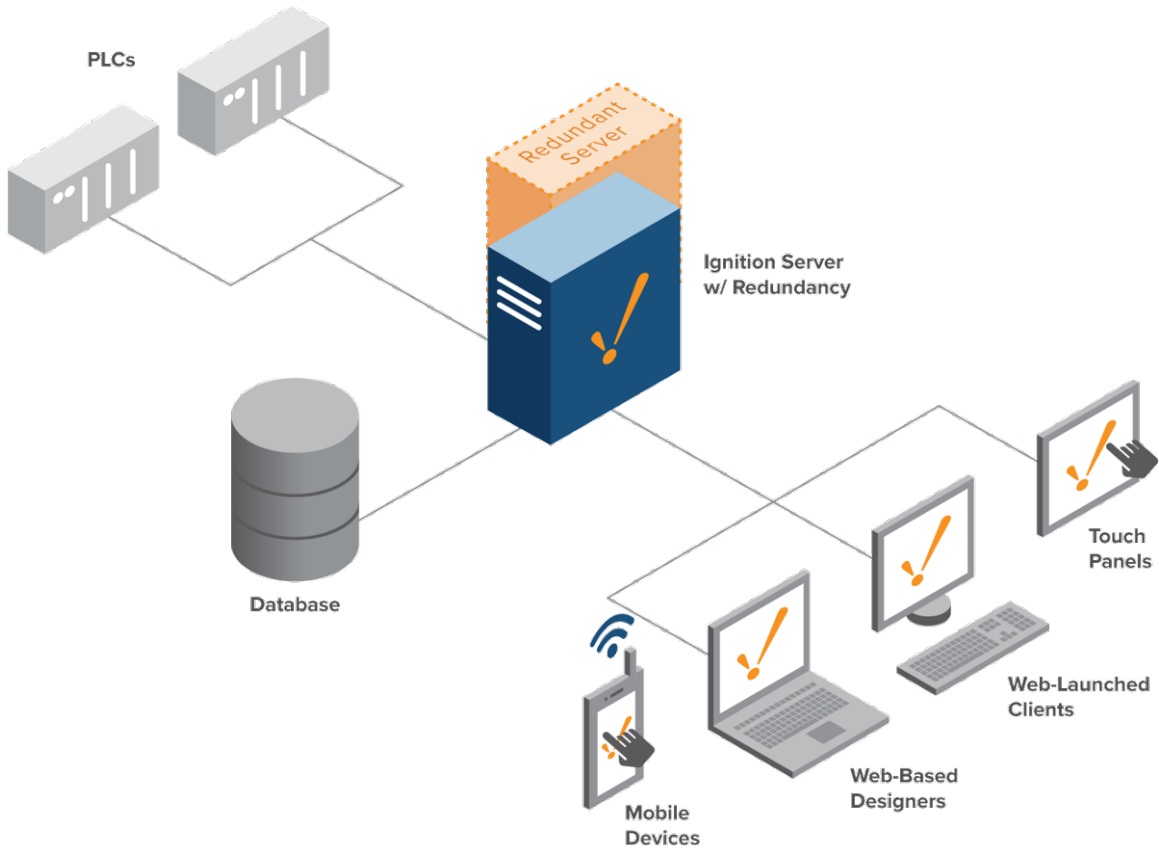 PLCs
Redundant
Server
Ignition Server
w/ Redundancy
Touch
Panels
Database
Web-Launched
Clients
Web-Based
Designers
Mobile
Devices